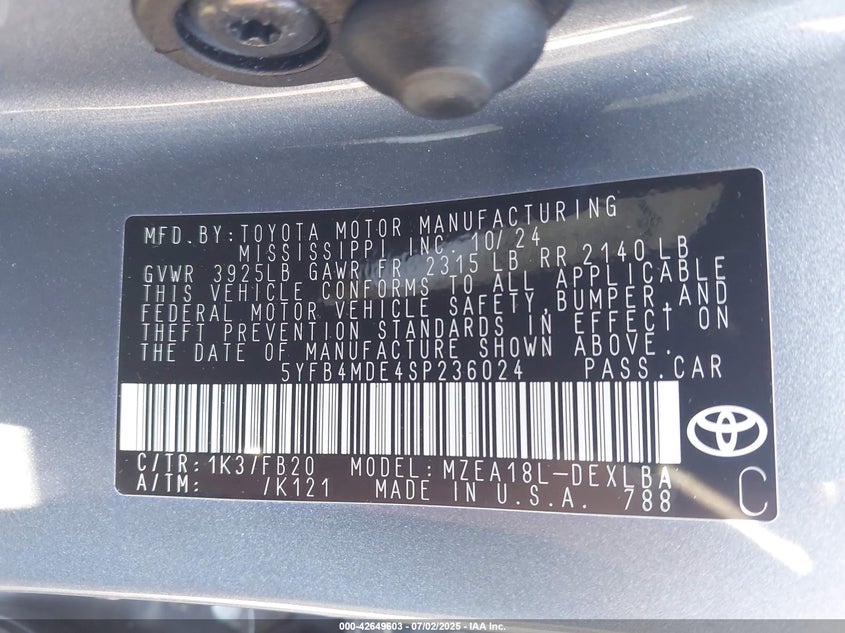 MFD.BY:TOYOTA MOTOR MANUFACTURING
MISSISSIPPI INC. 10/24
GVWR 3925LB GAWR FR 2315 LB RR 2140 LB
THIS VEHICLE CONFORMS TO ALL APPLICABLE
FEDERAL MOTOR VEHICLE SAFETY,BUMPER,AND
THEFT PREVENTION STANDARDS IN EFFECT ON
THE DATE OF MANUFACTURE SHOWN ABOVE.
5YFB4MDE4SP236024 PASS.CAR
C/TR:1K37FB20 MODEL:MZEA18L-DEXLBA
A/TM: /K121 MADE IN U.S.A. 788
C
000-42649603 - 07/02/2025 - IAA Inc.